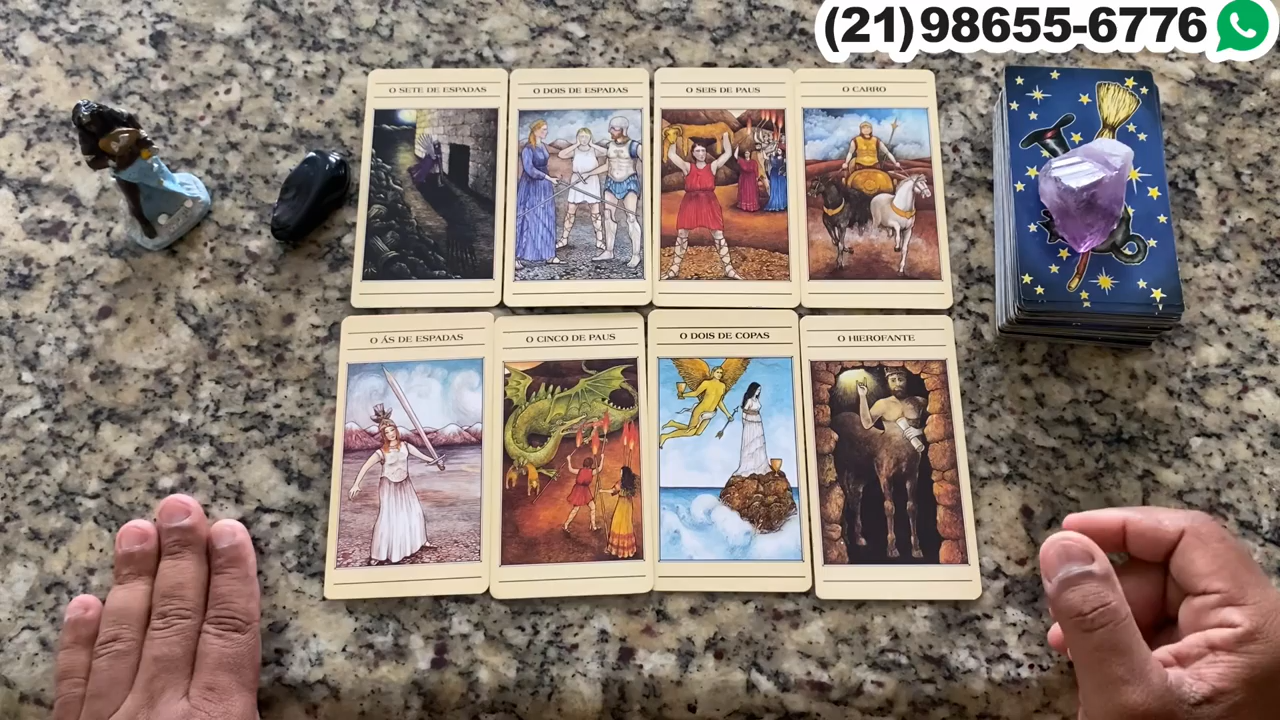 (21)98655-6776
O SETE DE ESPADAS
O DOIS DE ESPADAS
O SEIS DE PAUS
O CARRO
O ÁS DE ESPADAS
O CINCO DE PAUS
O DOIS DE COPAS
O HIEROFANTE